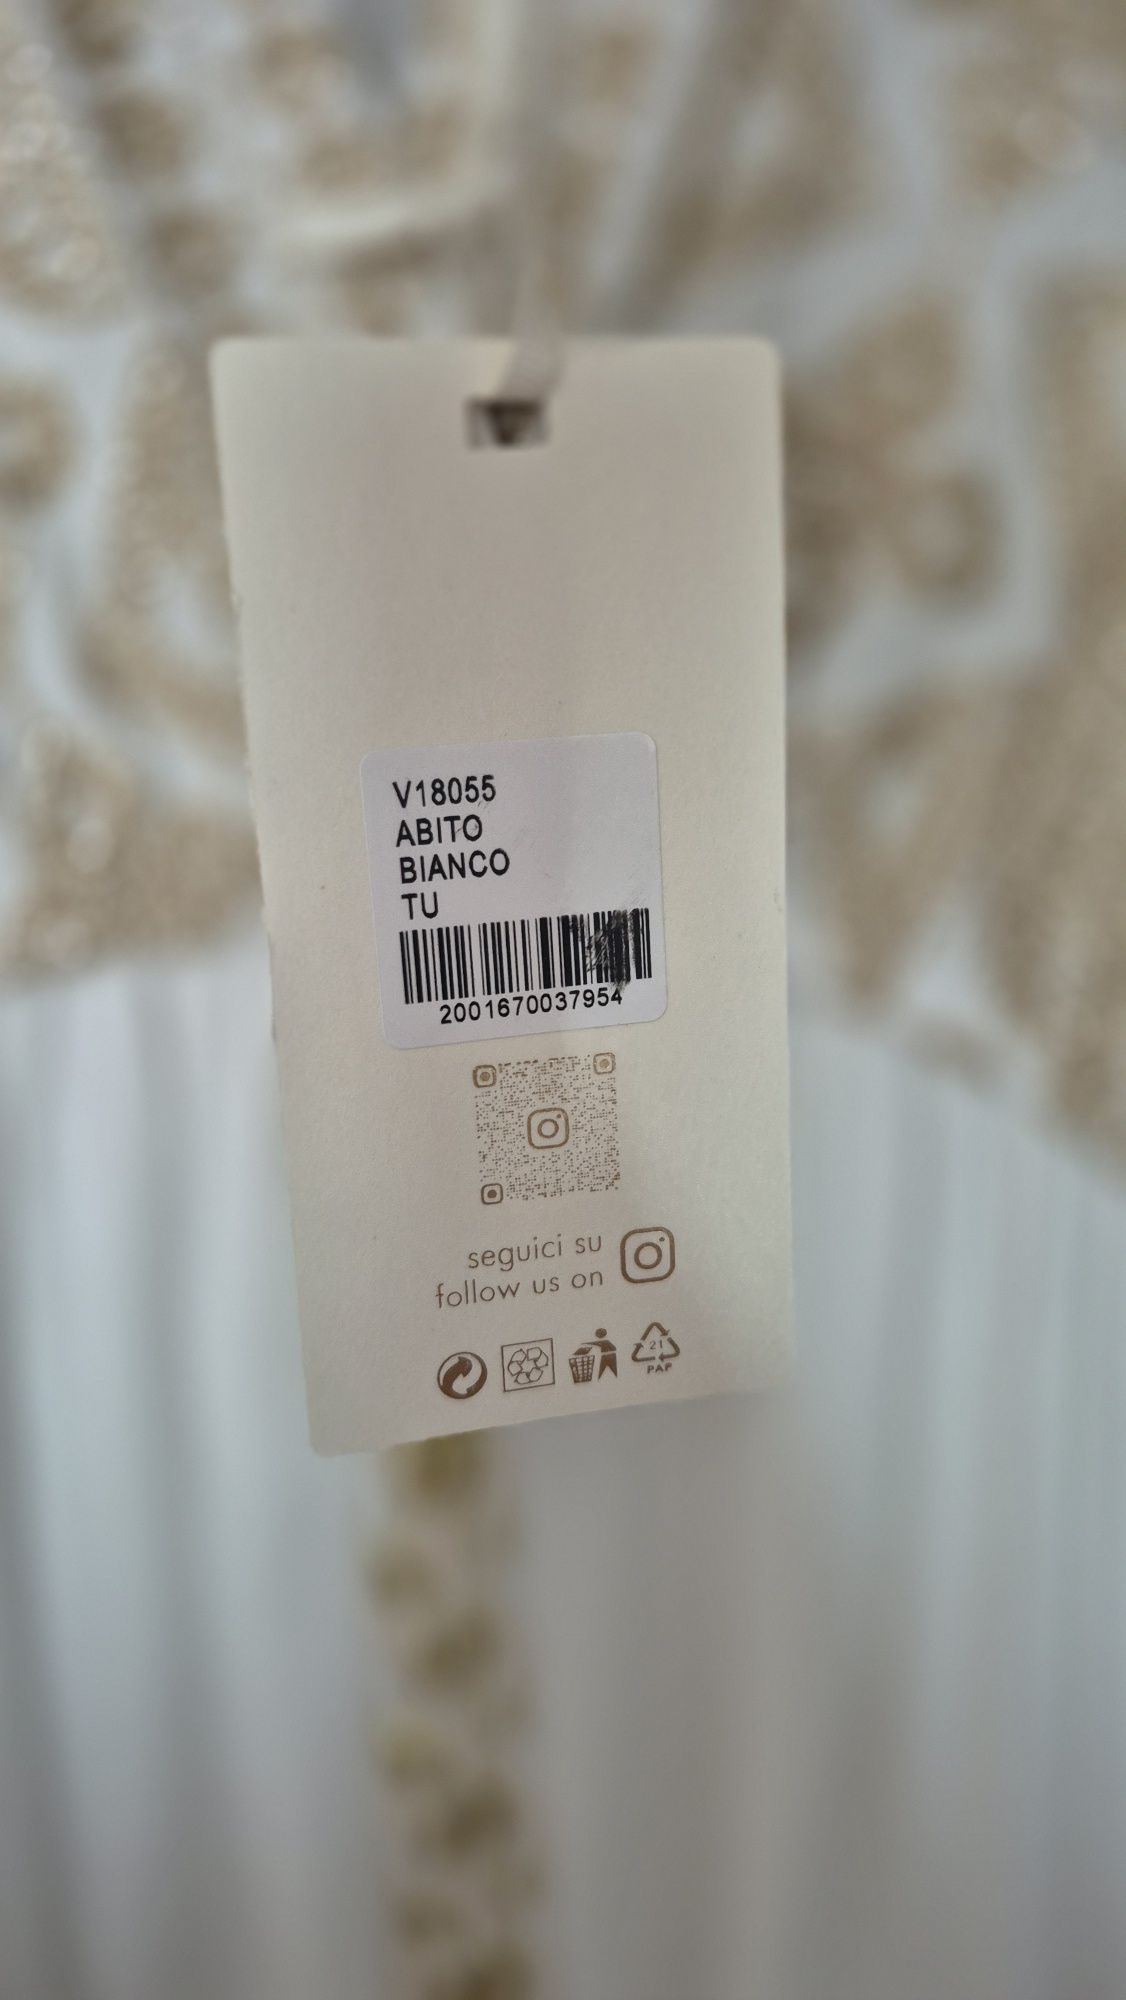 V18055
ABITO
BIANCO
TU
2001670037954
seguici su
follow us on
21
PAP